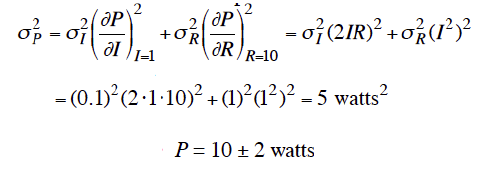 σ_P^2 = σ_I^2 (∂P/∂I)^2_{I=1} + σ_R^2 (∂P/∂R)^2_{R=10} = σ_I^2 (2IR)^2 + σ_R^2 (I^2)^2
= (0.1)^2 (2·1·10)^2 + (1)^2 (1^2)^2 = 5 watts^2
P = 10 ± 2 watts